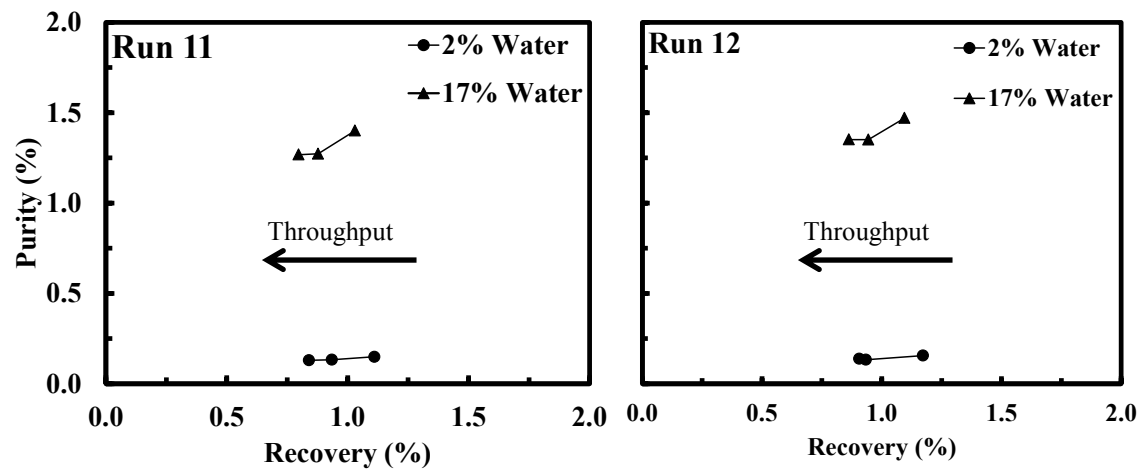 Run 11
2% Water
17% Water
Throughput
Purity (%)
2.0
1.5
1.0
0.5
0.0
0.0 0.5 1.0 1.5 2.0
Recovery (%)
Run 12
2% Water
17% Water
Throughput
0.0 0.5 1.0 1.5 2.0
Recovery (%)